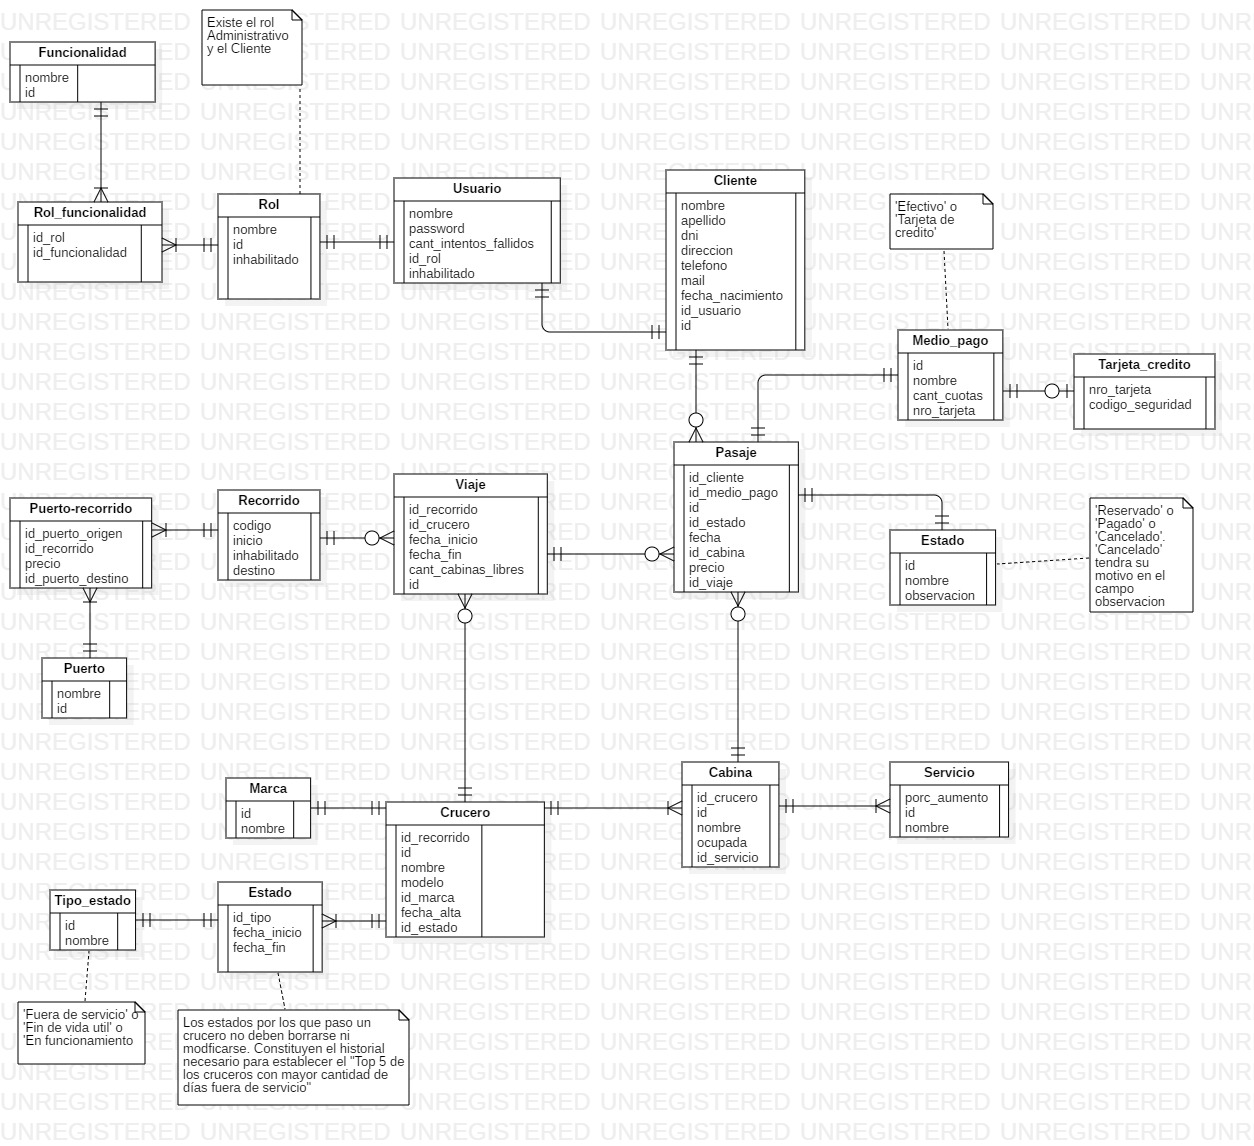 Existe el rol
Administrativo
y el Cliente
Funcionalidad
nombre
id
Rol_funcionalidad
id_rol
id_funcionalidad
Rol
nombre
id
inhabilitado
Usuario
nombre
password
cant_intentos_fallidos
id_rol
inhabilitado
Cliente
nombre
apellido
dni
direccion
telefono
mail
fecha_nacimiento
id_usuario
id
'Efectivo' o
'Tarjeta de
credito'
Medio_pago
id
nombre
cant_cuotas
nro_tarjeta
Tarjeta_credito
nro_tarjeta
codigo_seguridad
Puerto-recorrido
id_puerto_origen
id_recorrido
precio
id_puerto_destino
Recorrido
codigo
inicio
inhabilitado
destino
Viaje
id_recorrido
id_crucero
fecha_inicio
fecha_fin
cant_cabinas_libres
id
Pasaje
id_cliente
id_medio_pago
id
id_estado
fecha
id_cabina
precio
id_viaje
Estado
id
nombre
observacion
'Reservado' o
'Pagado' o
'Cancelado'.
'Cancelado'
tendra su
motivo en el
campo
observacion
Puerto
nombre
id
Marca
id
nombre
Crucero
id_recorrido
id
nombre
modelo
id_marca
fecha_alta
id_estado
Cabina
id_crucero
id
nombre
ocupada
id_servicio
Servicio
porc_aumento
id
nombre
Tipo_estado
id
nombre
Estado
id_tipo
fecha_inicio
fecha_fin
'Fuera de servicio' o
'Fin de vida util' o
'En funcionamiento
Los estados por los que paso un
crucero no deben borrarse ni
modficarse. Constituyen el historial
necesario para establecer el "Top 5 de
los cruceros con mayor cantidad de
días fuera de servicio"
UNREGISTERED